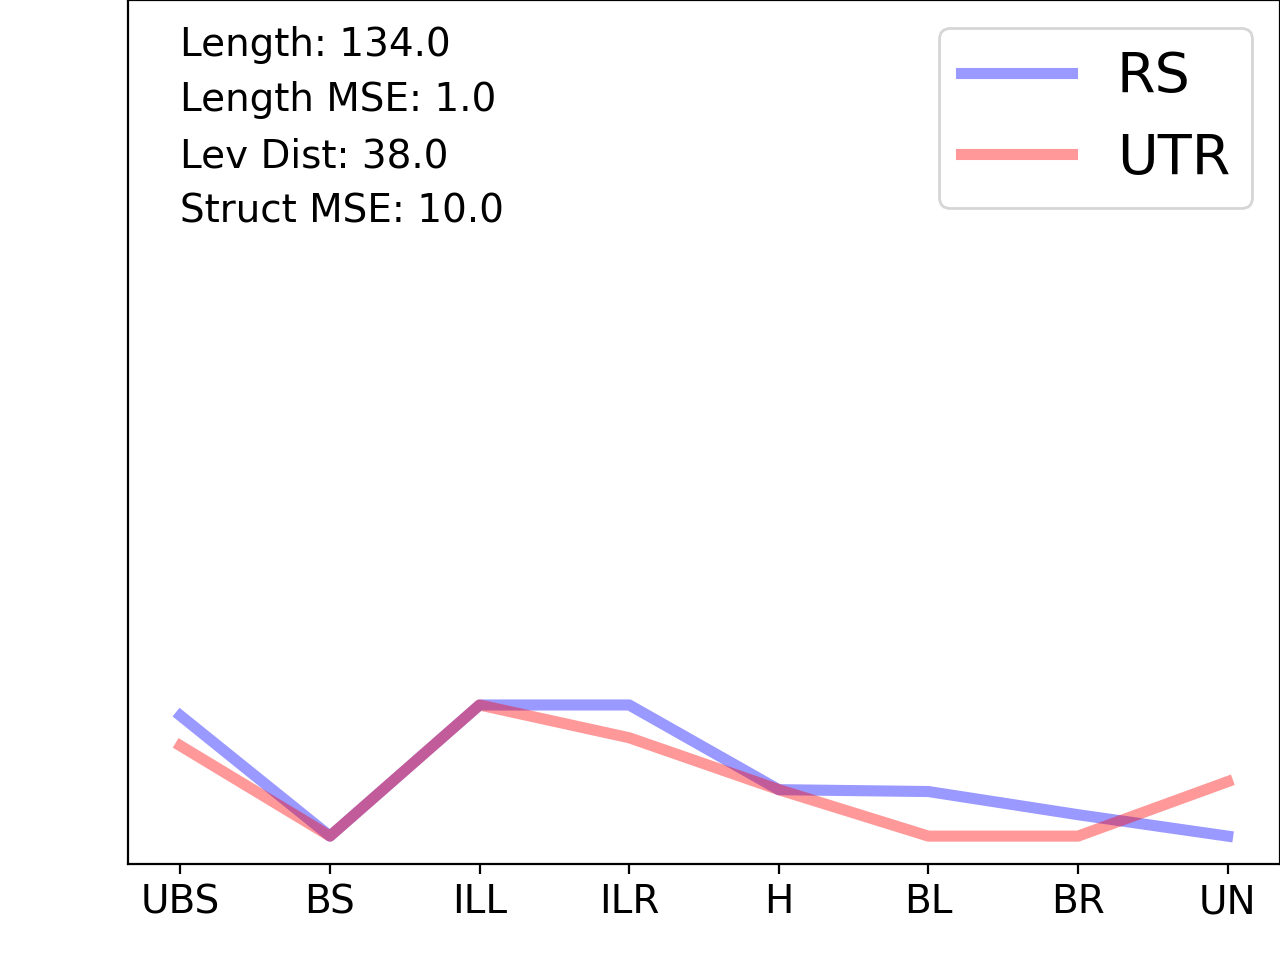 Length: 134.0
Length MSE: 1.0
Lev Dist: 38.0
Struct MSE: 10.0
RS
UTR
UBS BS ILL ILR H BL BR UN